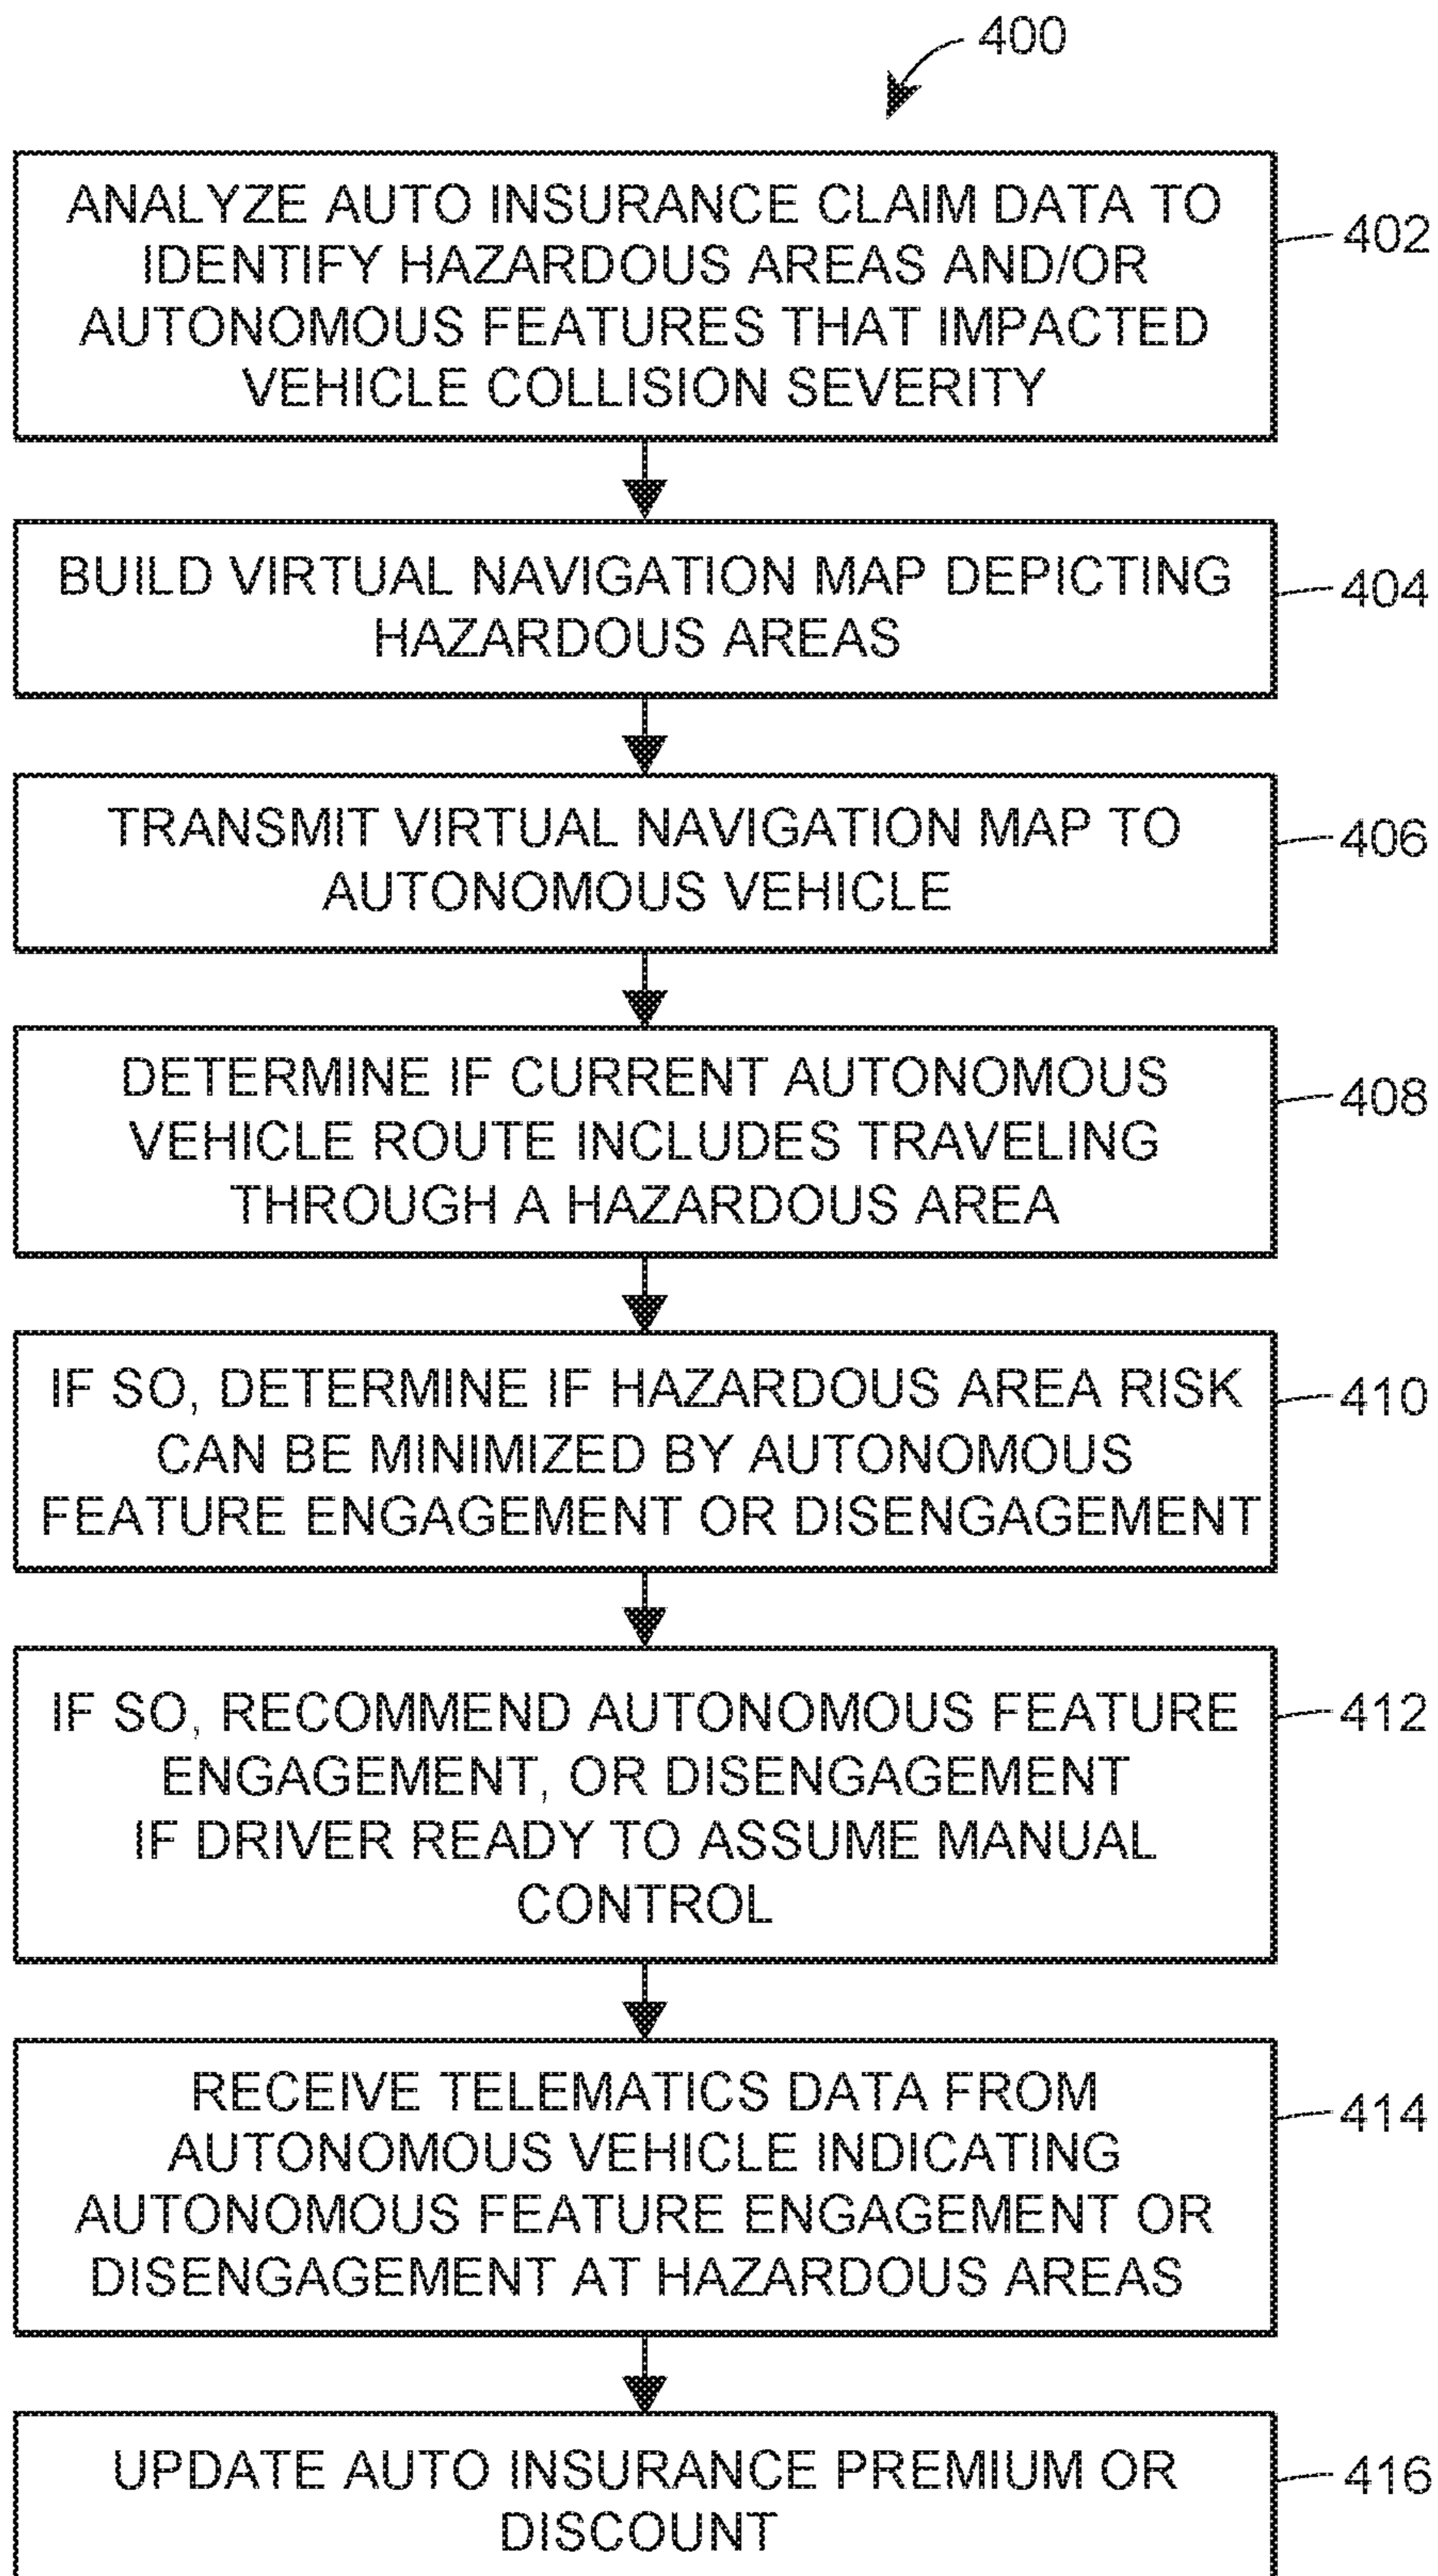 400
ANALYZE AUTO INSURANCE CLAIM DATA TO
IDENTIFY HAZARDOUS AREAS AND/OR
AUTONOMOUS FEATURES THAT IMPACTED
VEHICLE COLLISION SEVERITY
402
BUILD VIRTUAL NAVIGATION MAP DEPICTING
HAZARDOUS AREAS
404
TRANSMIT VIRTUAL NAVIGATION MAP TO
AUTONOMOUS VEHICLE
406
DETERMINE IF CURRENT AUTONOMOUS
VEHICLE ROUTE INCLUDES TRAVELING
THROUGH A HAZARDOUS AREA
408
IF SO, DETERMINE IF HAZARDOUS AREA RISK
CAN BE MINIMIZED BY AUTONOMOUS
FEATURE ENGAGEMENT OR DISENGAGEMENT
410
IF SO, RECOMMEND AUTONOMOUS FEATURE
ENGAGEMENT, OR DISENGAGEMENT
IF DRIVER READY TO ASSUME MANUAL
CONTROL
412
RECEIVE TELEMATICS DATA FROM
AUTONOMOUS VEHICLE INDICATING
AUTONOMOUS FEATURE ENGAGEMENT OR
DISENGAGEMENT AT HAZARDOUS AREAS
414
UPDATE AUTO INSURANCE PREMIUM OR
DISCOUNT
416